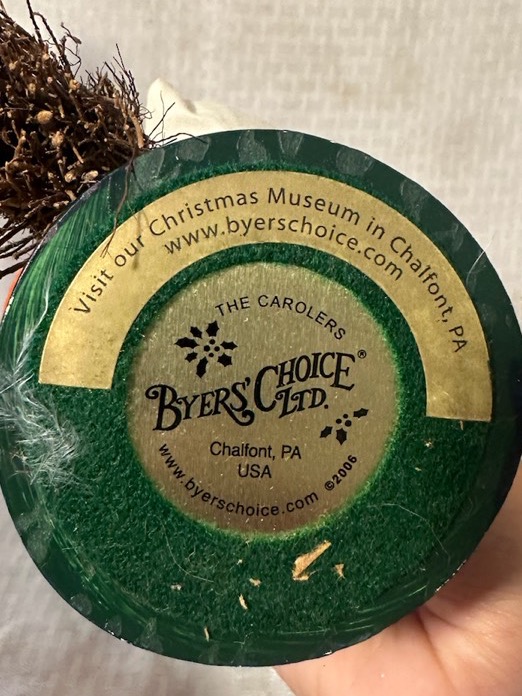 Visit our Christmas Museum in Chalfont, PA
www.byerschoice.com
THE CAROLERS
BYERS' CHOICE®
LTD.
Chalfont, PA
USA
www.byerschoice.com ©2006